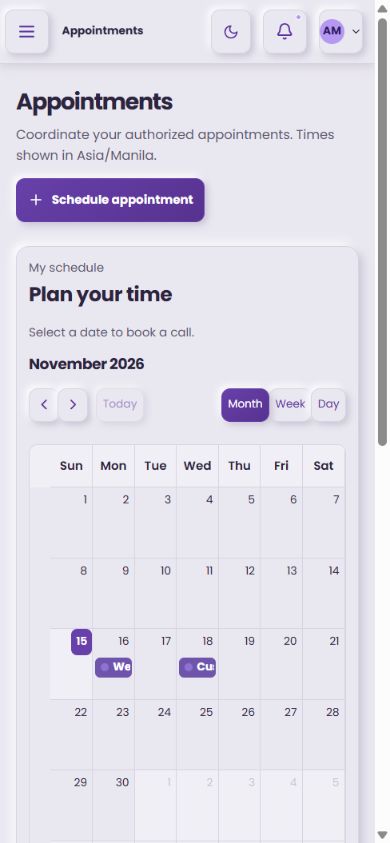 Appointments
AM
Appointments
Coordinate your authorized appointments. Times
shown in Asia/Manila.
+ Schedule appointment
My schedule
Plan your time
Select a date to book a call.
November 2026
Today Month Week Day
Sun Mon Tue Wed Thu Fri Sat
1 2 3 4 5 6 7
8 9 10 11 12 13 14
15 16 17 18 19 20 21
We Cu
22 23 24 25 26 27 28
29 30 1 2 3 4 5